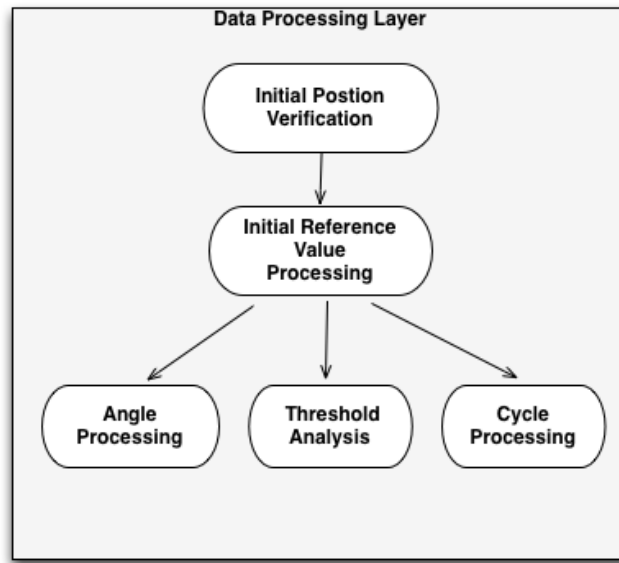 Data Processing Layer
Initial Postion
Verification
Initial Reference
Value
Processing
Angle
Processing
Threshold
Analysis
Cycle
Processing